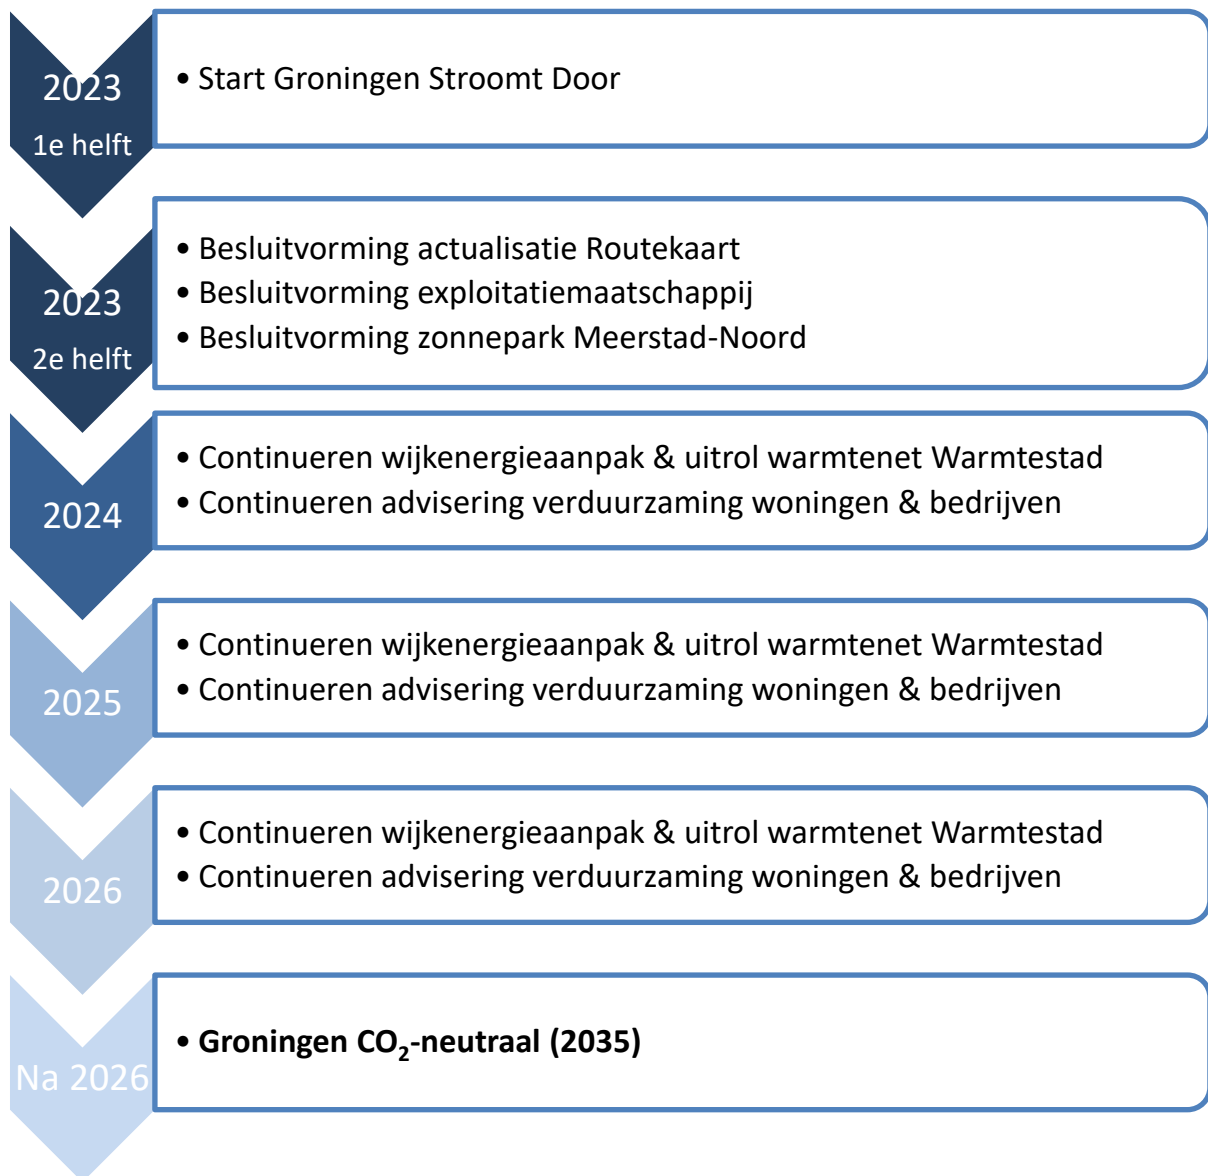 2023
1e helft
• Start Groningen Stroomt Door
2023
2e helft
• Besluitvorming actualisatie Routekaart
• Besluitvorming exploitatiemaatschappij
• Besluitvorming zonnepark Meerstad-Noord
2024
• Continueren wijkenergieaanpak & uitrol warmtenet Warmtestad
• Continueren advisering verduurzaming woningen & bedrijven
2025
• Continueren wijkenergieaanpak & uitrol warmtenet Warmtestad
• Continueren advisering verduurzaming woningen & bedrijven
2026
• Continueren wijkenergieaanpak & uitrol warmtenet Warmtestad
• Continueren advisering verduurzaming woningen & bedrijven
Na 2026
• Groningen CO₂-neutraal (2035)